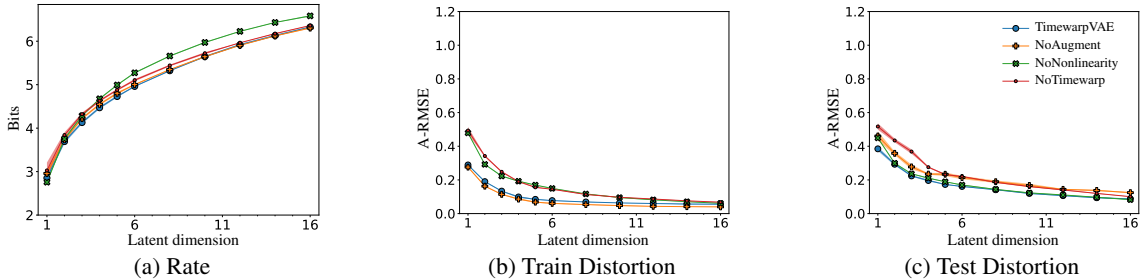 6
5
4
3
2
Bits
1
6
11
16
Latent dimension
(a) Rate
1.2
1.0
0.8
0.6
0.4
0.2
0.0
A-RMSE
1
6
11
16
Latent dimension
(b) Train Distortion
1.2
1.0
0.8
0.6
0.4
0.2
0.0
A-RMSE
TimewarpVAE
NoAugment
NoNonlinearity
NoTimewarp
1
6
11
16
Latent dimension
(c) Test Distortion